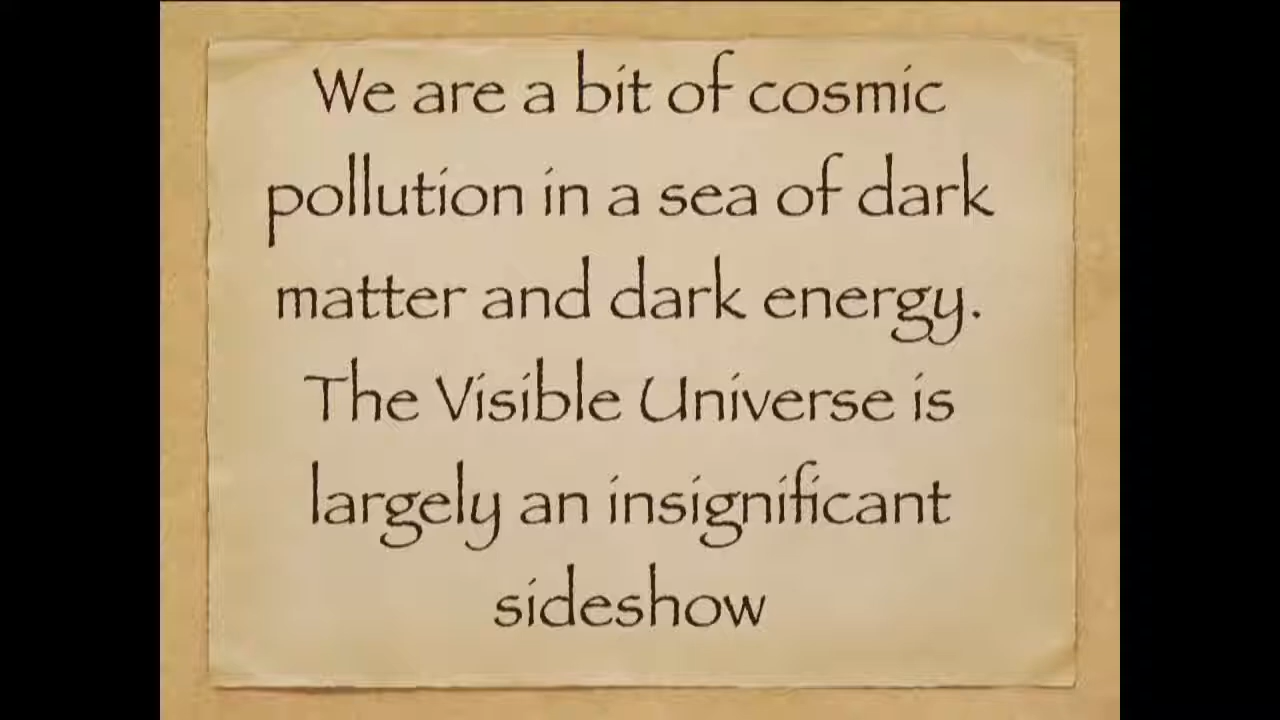 We are a bit of cosmic
pollution in a sea of dark
matter and dark energy.
The Visible Universe is
largely an insignificant
sideshow